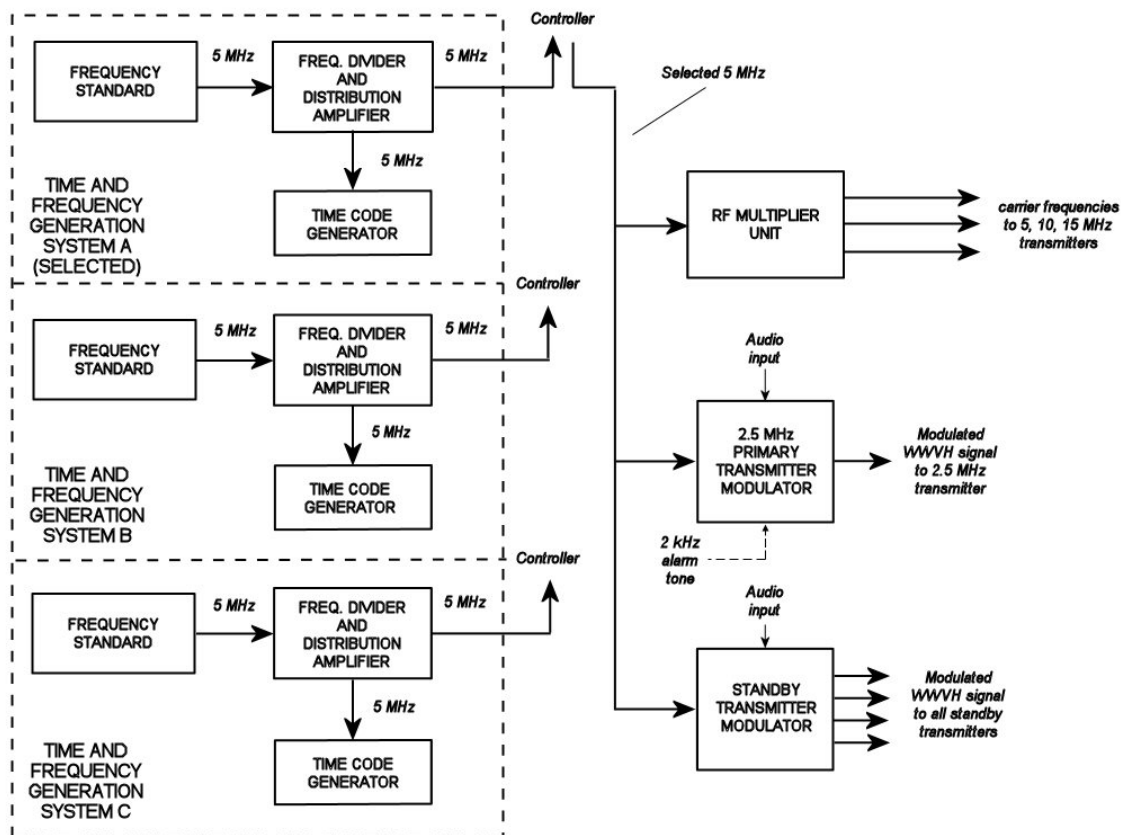 5 MHz
FREQUENCY
STANDARD
FREQ. DIVIDER
AND
DISTRIBUTION
AMPLIFIER
5 MHz
Controller
5 MHz
TIME CODE
GENERATOR
TIME AND
FREQUENCY
GENERATION
SYSTEM A
(SELECTED)
5 MHz
FREQUENCY
STANDARD
FREQ. DIVIDER
AND
DISTRIBUTION
AMPLIFIER
5 MHz
Controller
5 MHz
TIME CODE
GENERATOR
TIME AND
FREQUENCY
GENERATION
SYSTEM B
5 MHz
FREQUENCY
STANDARD
FREQ. DIVIDER
AND
DISTRIBUTION
AMPLIFIER
5 MHz
Controller
5 MHz
TIME CODE
GENERATOR
TIME AND
FREQUENCY
GENERATION
SYSTEM C
Selected 5 MHz
RF MULTIPLIER
UNIT
carrier frequencies
to 5, 10, 15 MHz
transmitters
Audio
input
2.5 MHz
PRIMARY
TRANSMITTER
MODULATOR
Modulated
WWVH signal
to 2.5 MHz
transmitter
2 kHz
alarm
tone
Audio
input
STANDBY
TRANSMITTER
MODULATOR
Modulated
WWVH signal
to all standby
transmitters